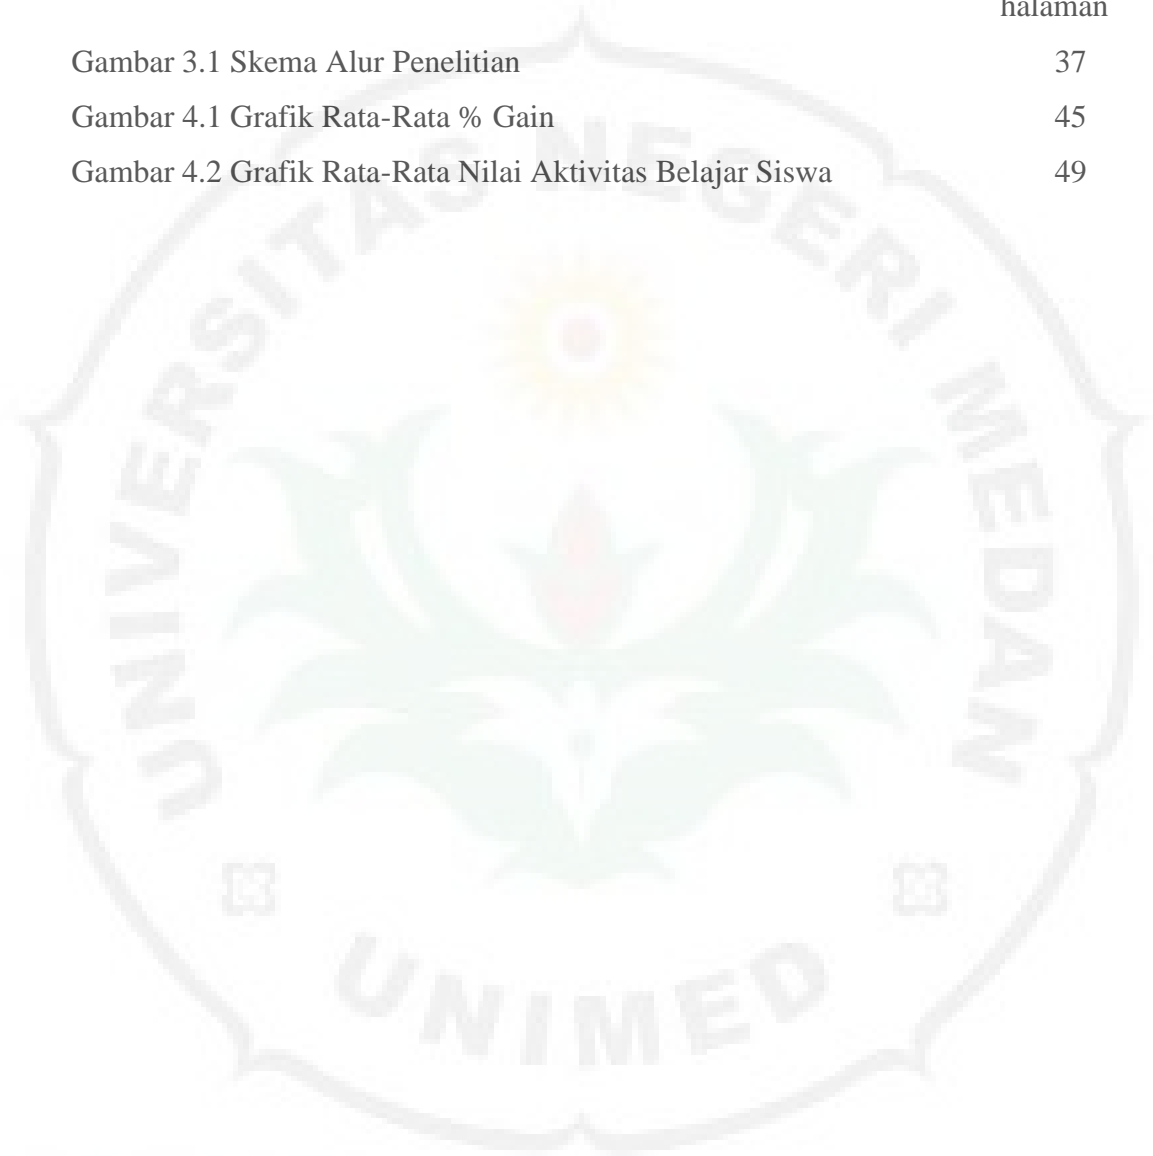 halaman
Gambar 3.1 Skema Alur Penelitian 37
Gambar 4.1 Grafik Rata-Rata % Gain 45
Gambar 4.2 Grafik Rata-Rata Nilai Aktivitas Belajar Siswa 49
UNIVERSITAS NEGERI MEDAN
UNIMED